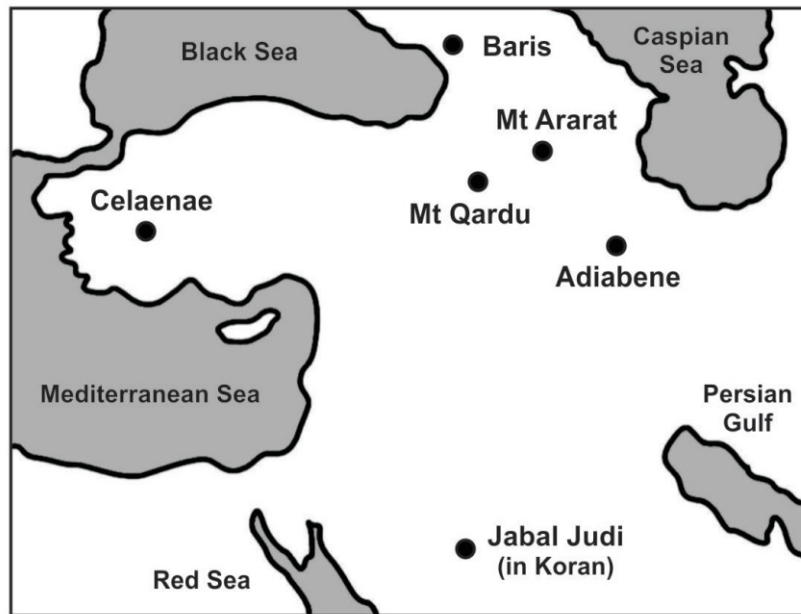 Black Sea
Baris
Caspian
Sea
Mt Ararat
Celaenae
Mt Qardu
Adiabene
Mediterranean Sea
Persian
Gulf
Jabal Judi
(in Koran)
Red Sea